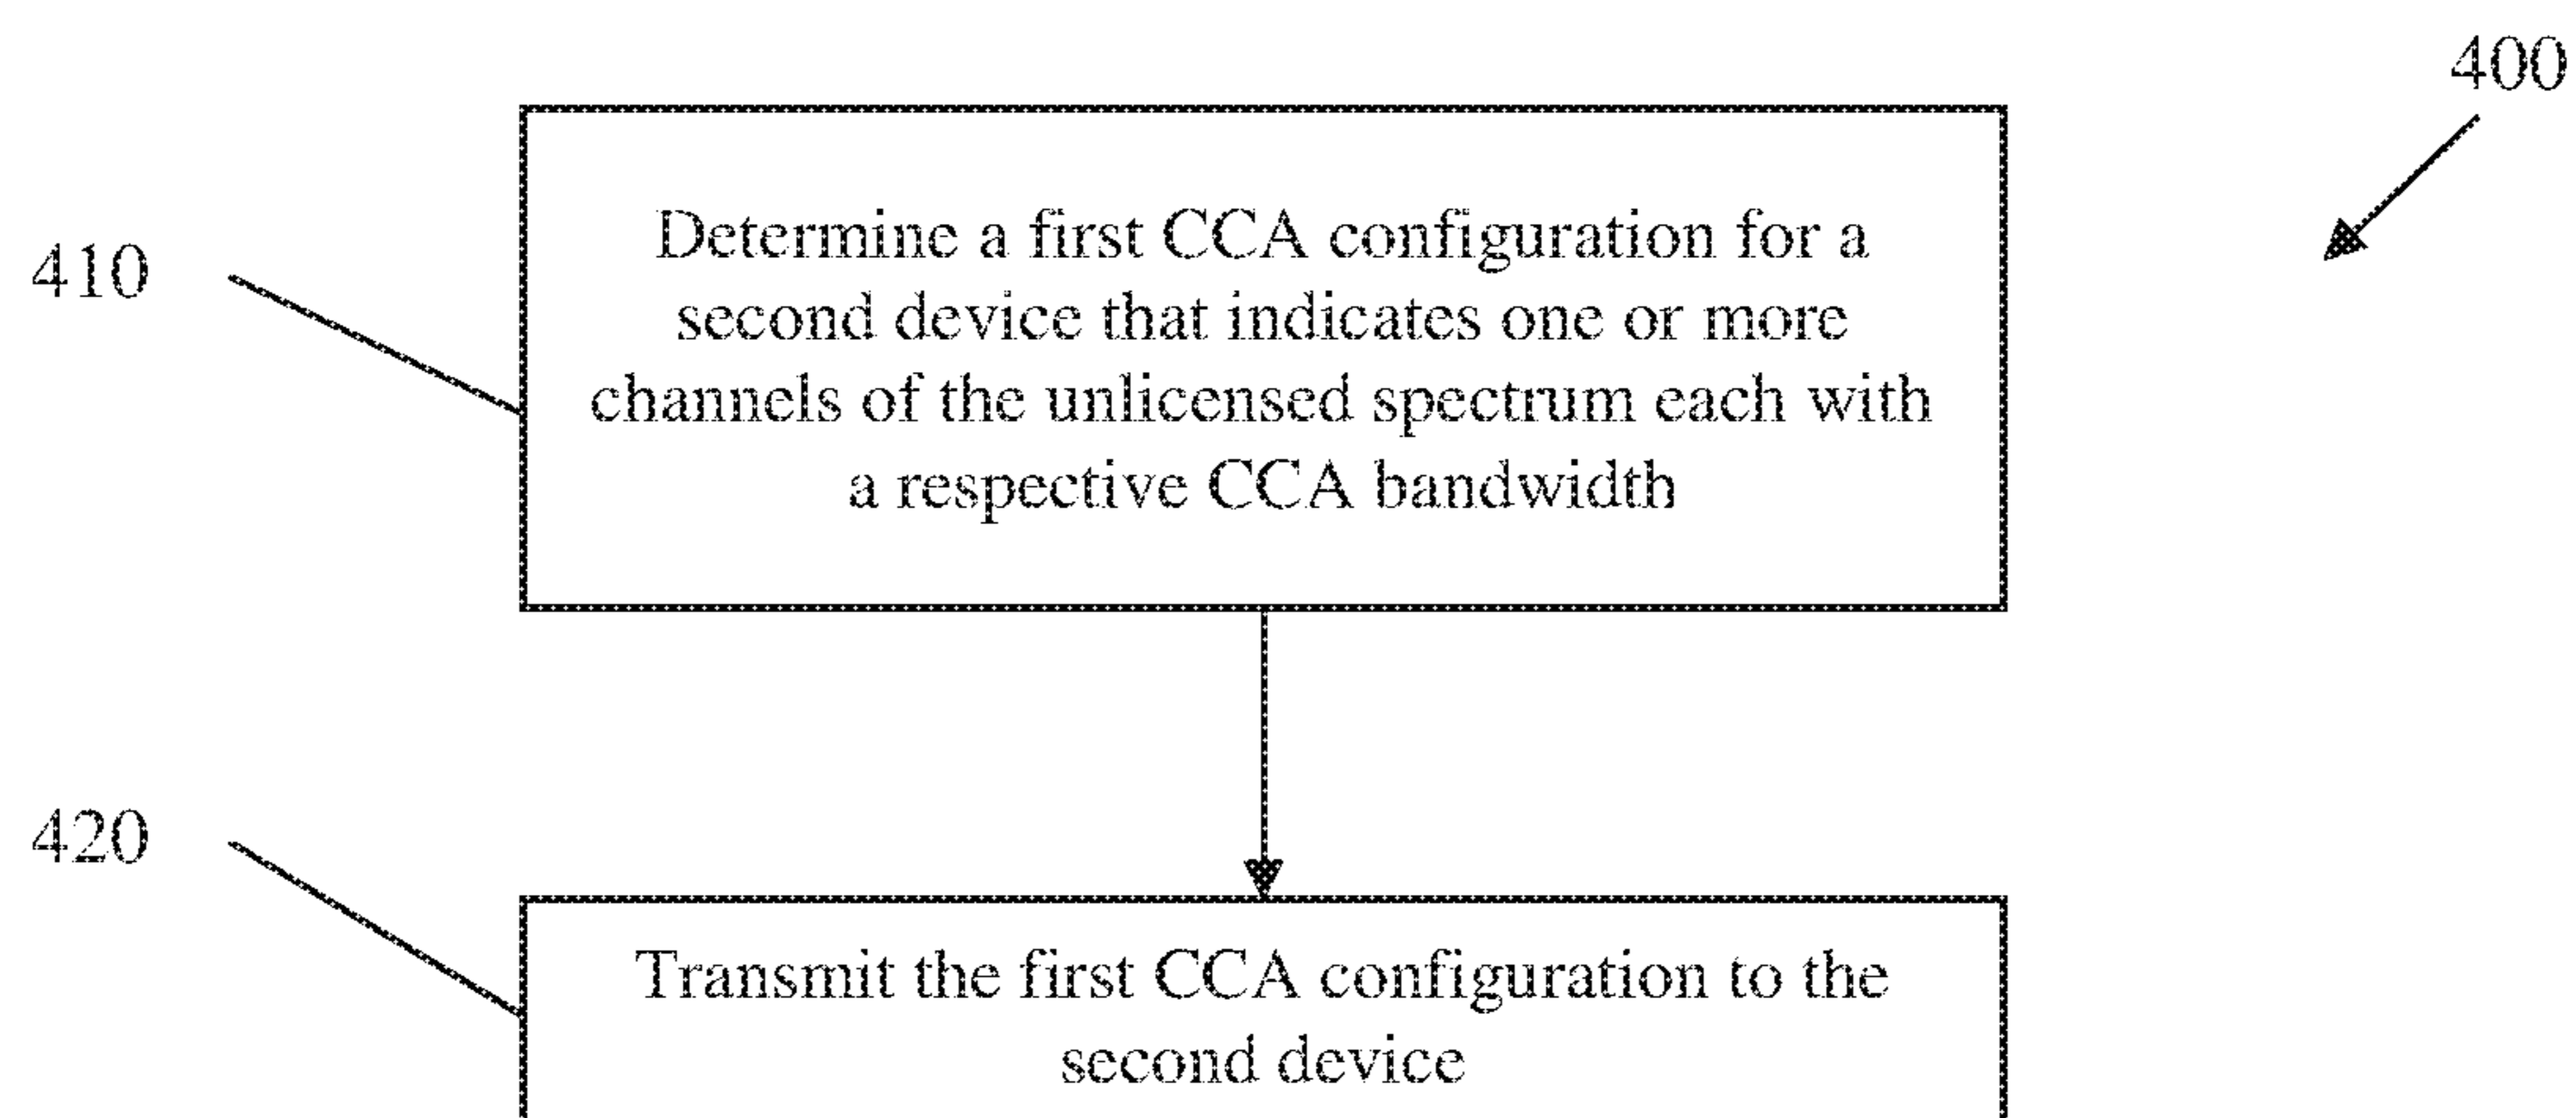 400
410
Determine a first CCA configuration for a
second device that indicates one or more
channels of the unlicensed spectrum each with
a respective CCA bandwidth
420
Transmit the first CCA configuration to the
second device